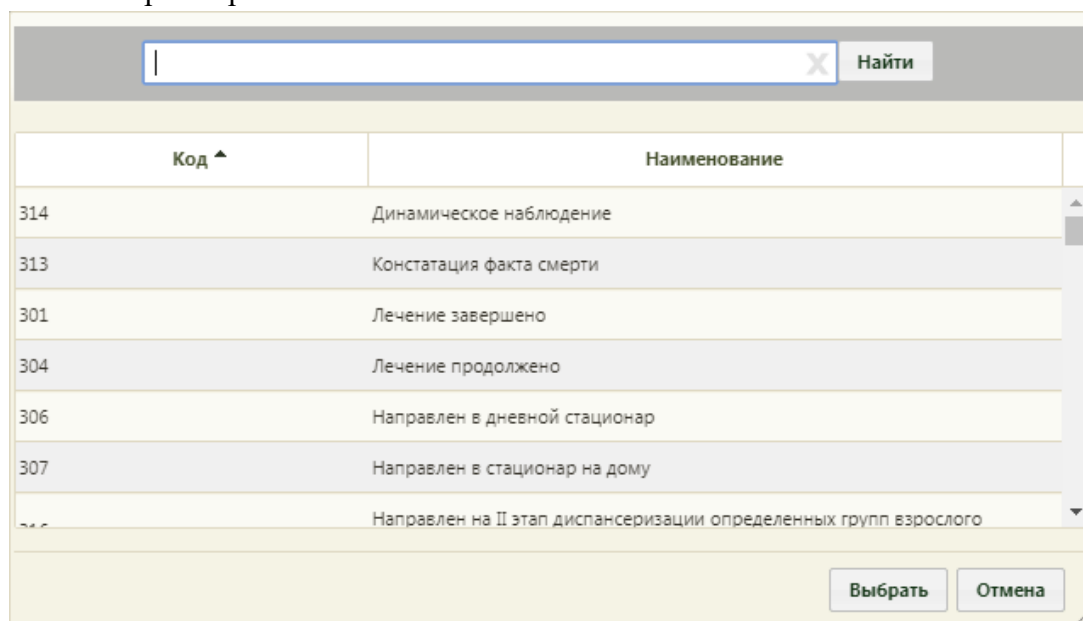 Найти
Код Наименование
314 Динамическое наблюдение
313 Констатация факта смерти
301 Лечение завершено
304 Лечение продолжено
306 Направлен в дневной стационар
307 Направлен в стационар на дому
Направлен на II этап диспансеризации определенных групп взрослого
Выбрать Отмена